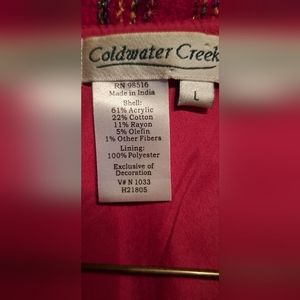 Coldwater Creek
L
RN 98516
Made in India
Shell:
61% Acrylic
22% Cotton
11% Rayon
5% Olefin
1% Other Fibers
Lining:
100% Polyester
Exclusive of
Decoration
V# N 1033
H21805